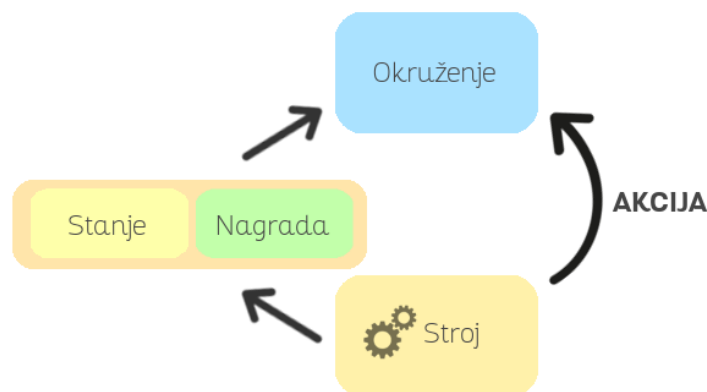 Okruženje
Stanje
Nagrada
AKCIJA
Stroj